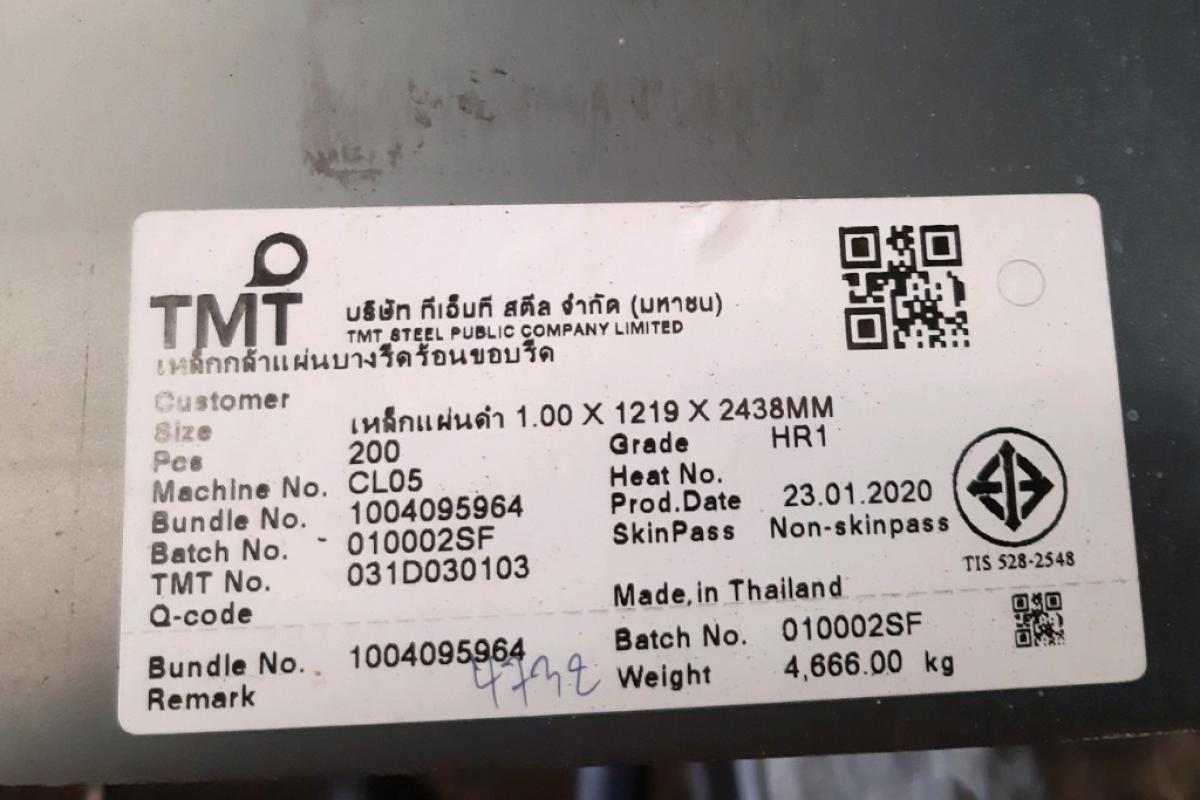 TMT
บริษัท ทีเอ็มที สตีล จำกัด (มหาชน)
TMT STEEL PUBLIC COMPANY LIMITED
เหล็กกล้าแผ่นบางรีดร้อนขอบรีด
Customer
Size เหล็กแผ่นดำ 1.00 X 1219 X 2438MM
Pcs 200 Grade HR1
Machine No. CL05 Heat No.
Bundle No. 1004095964 Prod.Date 23.01.2020
Batch No. 010002SF SkinPass Non-skinpass
TMT No. 031D030103
TIS 528-2548
Q-code Made in Thailand
Bundle No. 1004095964 Batch No. 010002SF
Remark Weight 4,666.00 kg